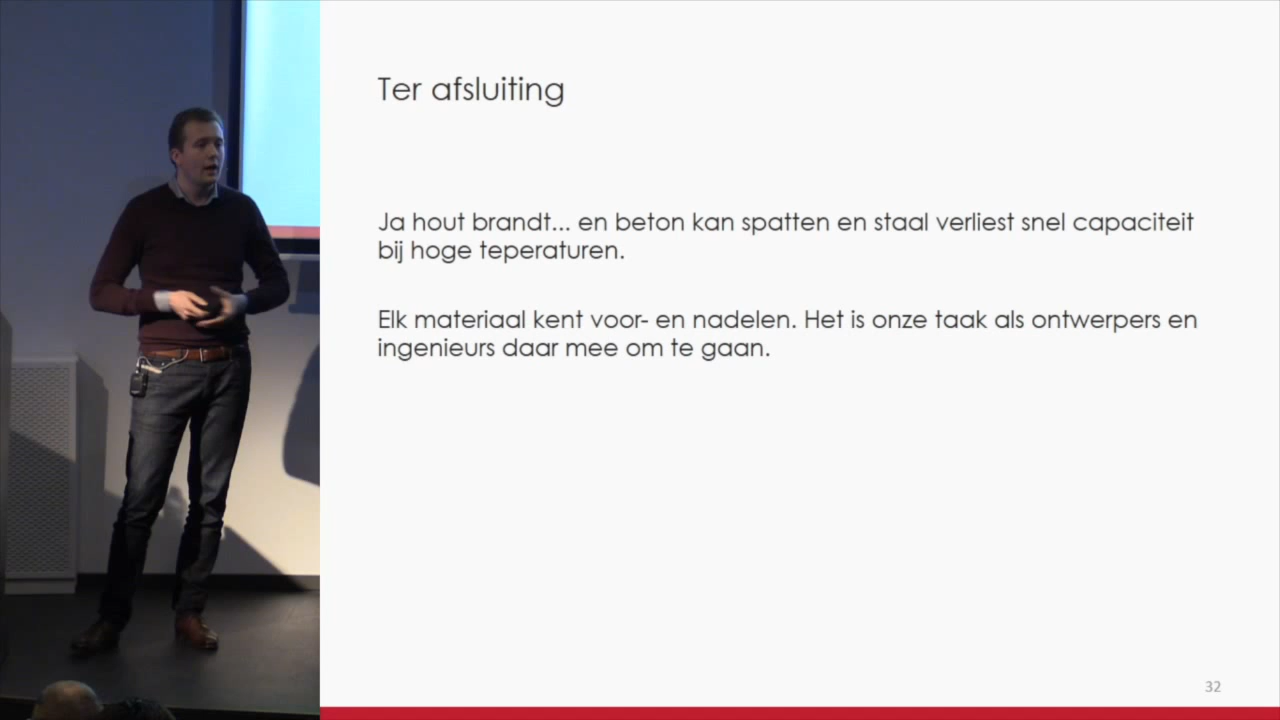 Ter afsluiting
Ja hout brandt... en beton kan spatten en staal verliest snel capaciteit
bij hoge teperaturen.
Elk materiaal kent voor- en nadelen. Het is onze taak als ontwerpers en
ingenieurs daar mee om te gaan.
32